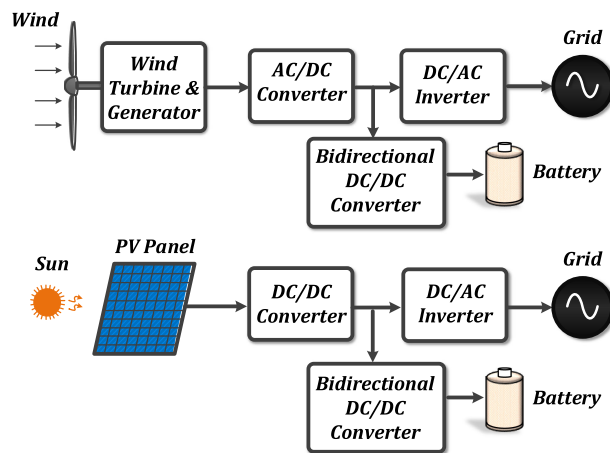 Wind
Wind
Turbine &
Generator
AC/DC
Converter
DC/AC
Inverter
Grid
Bidirectional
DC/DC
Converter
Battery
Sun
PV Panel
DC/DC
Converter
DC/AC
Inverter
Grid
Bidirectional
DC/DC
Converter
Battery